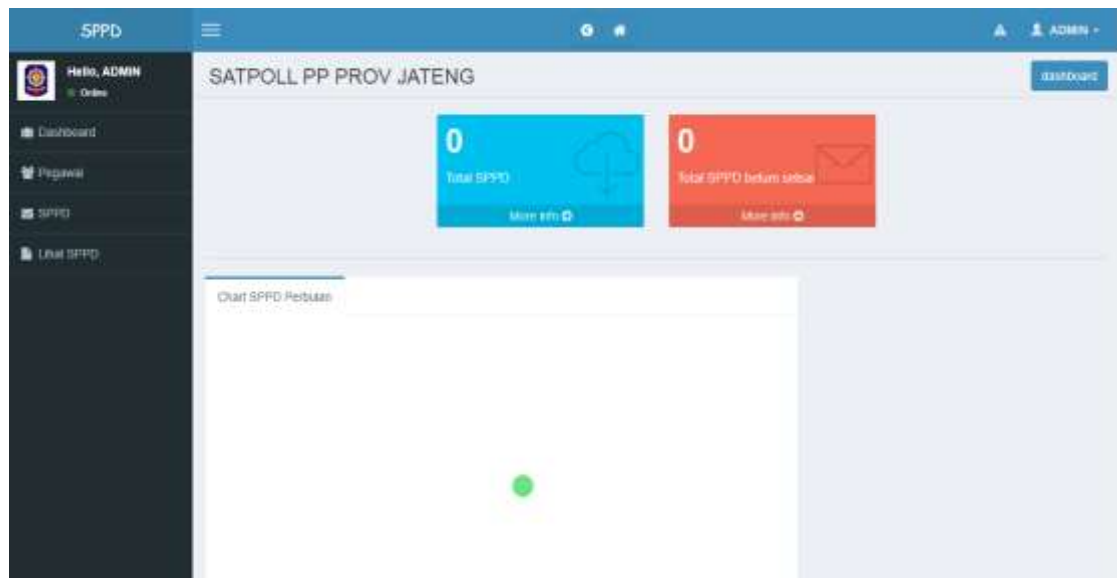 SPPD
ADMIN
Hello, ADMIN
Online
SATPOLL PP PROV JATENG
dashboard
Dashboard
Pegawai
SPPD
Lihat SPPD
0
Total SPPD
More info
0
Total SPPD belum selsai
More info
Chart SPPD Perbulan